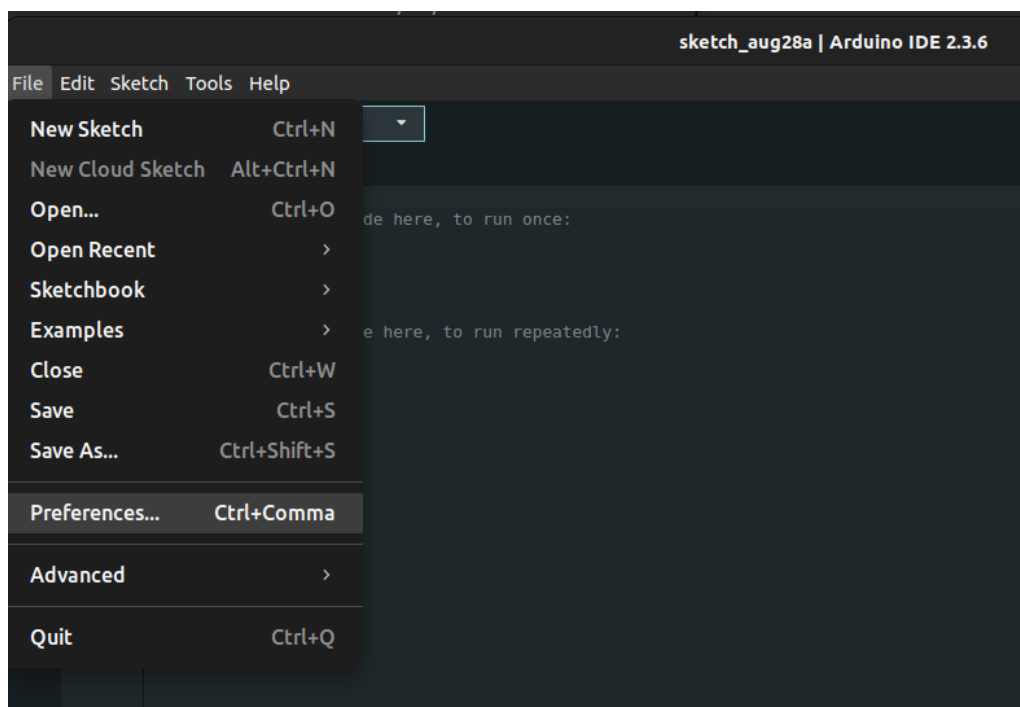 sketch_aug28a | Arduino IDE 2.3.6
File Edit Sketch Tools Help
New Sketch Ctrl+N
New Cloud Sketch Alt+Ctrl+N
Open... Ctrl+O
de here, to run once:
Open Recent
Sketchbook
Examples
e here, to run repeatedly:
Close Ctrl+W
Save Ctrl+S
Save As... Ctrl+Shift+S
Preferences... Ctrl+Comma
Advanced
Quit Ctrl+Q